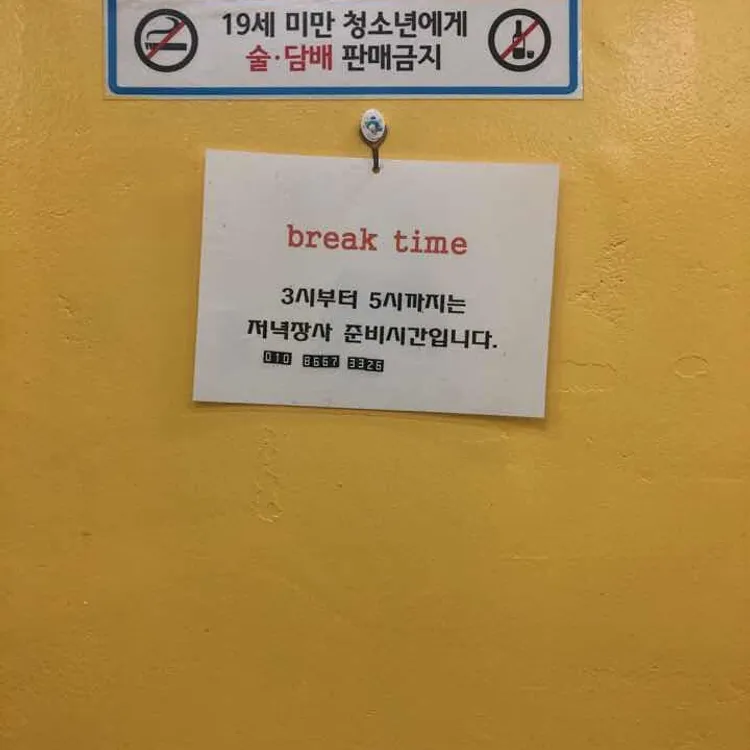 19세 미만 청소년에게
술·담배 판매금지
break time
3시부터 5시까지는
저녁장사 준비시간입니다.
010 8667 3326